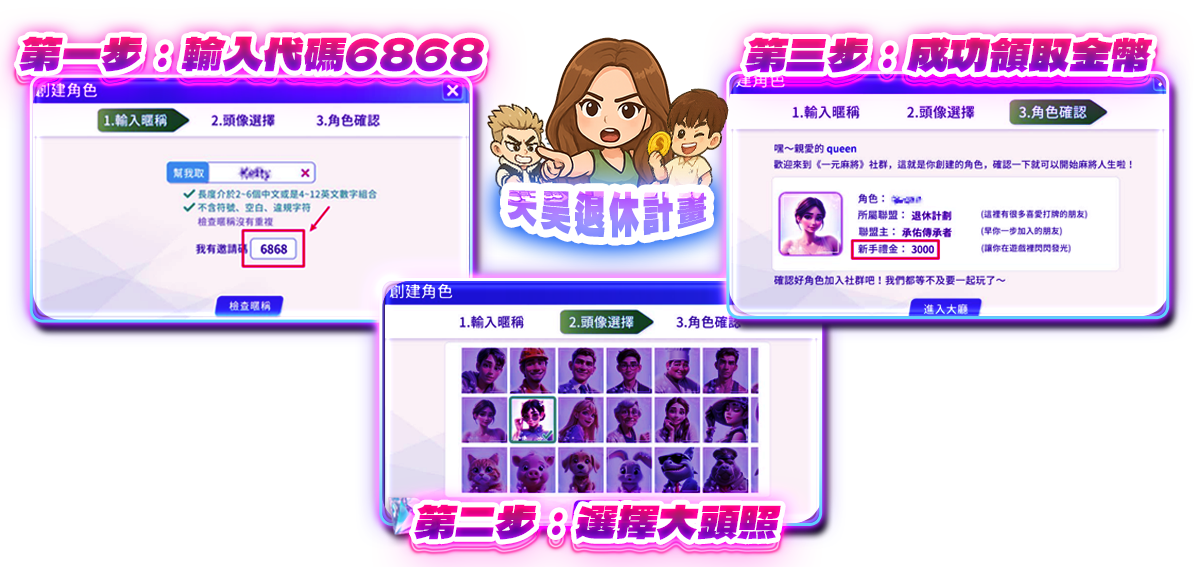 第一步：輸入代碼6868
創建角色
1.輸入暱稱
2.頭像選擇
3.角色確認
幫我取
長度介於2~6個中文或是4~12英文數字組合
不含符號、空白、違規字符
檢查暱稱沒有重複
我有邀請碼
6868
檢查暱稱
天昊退休計畫
第三步：成功領取金幣
建角色
1.輸入暱稱
2.頭像選擇
3.角色確認
嘿～親愛的 queen
歡迎來到《一元麻將》社群，這就是你創建的角色，確認一下就可以開始麻將人生啦！
角色：
所屬聯盟： 退休計劃 (這裡有很多喜愛打牌的朋友)
聯盟主： 承佑傳承者 (早你一步加入的朋友)
新手禮金： 3000 (讓你在遊戲裡閃閃發光)
確認好角色加入社群吧！我們都等不及要一起玩了～
進入大廳
創建角色
1.輸入暱稱
2.頭像選擇
3.角色確認
第二步：選擇大頭照